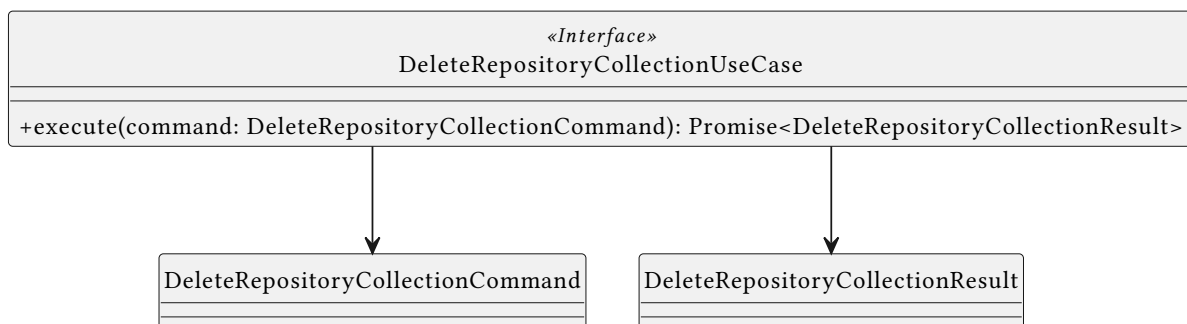 «Interface»
DeleteRepositoryCollectionUseCase
+execute(command: DeleteRepositoryCollectionCommand): Promise<DeleteRepositoryCollectionResult>
DeleteRepositoryCollectionCommand
DeleteRepositoryCollectionResult